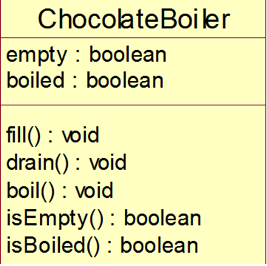 ChocolateBoiler
empty : boolean
boiled : boolean
fill() : void
drain() : void
boil() : void
isEmpty() : boolean
isBoiled() : boolean